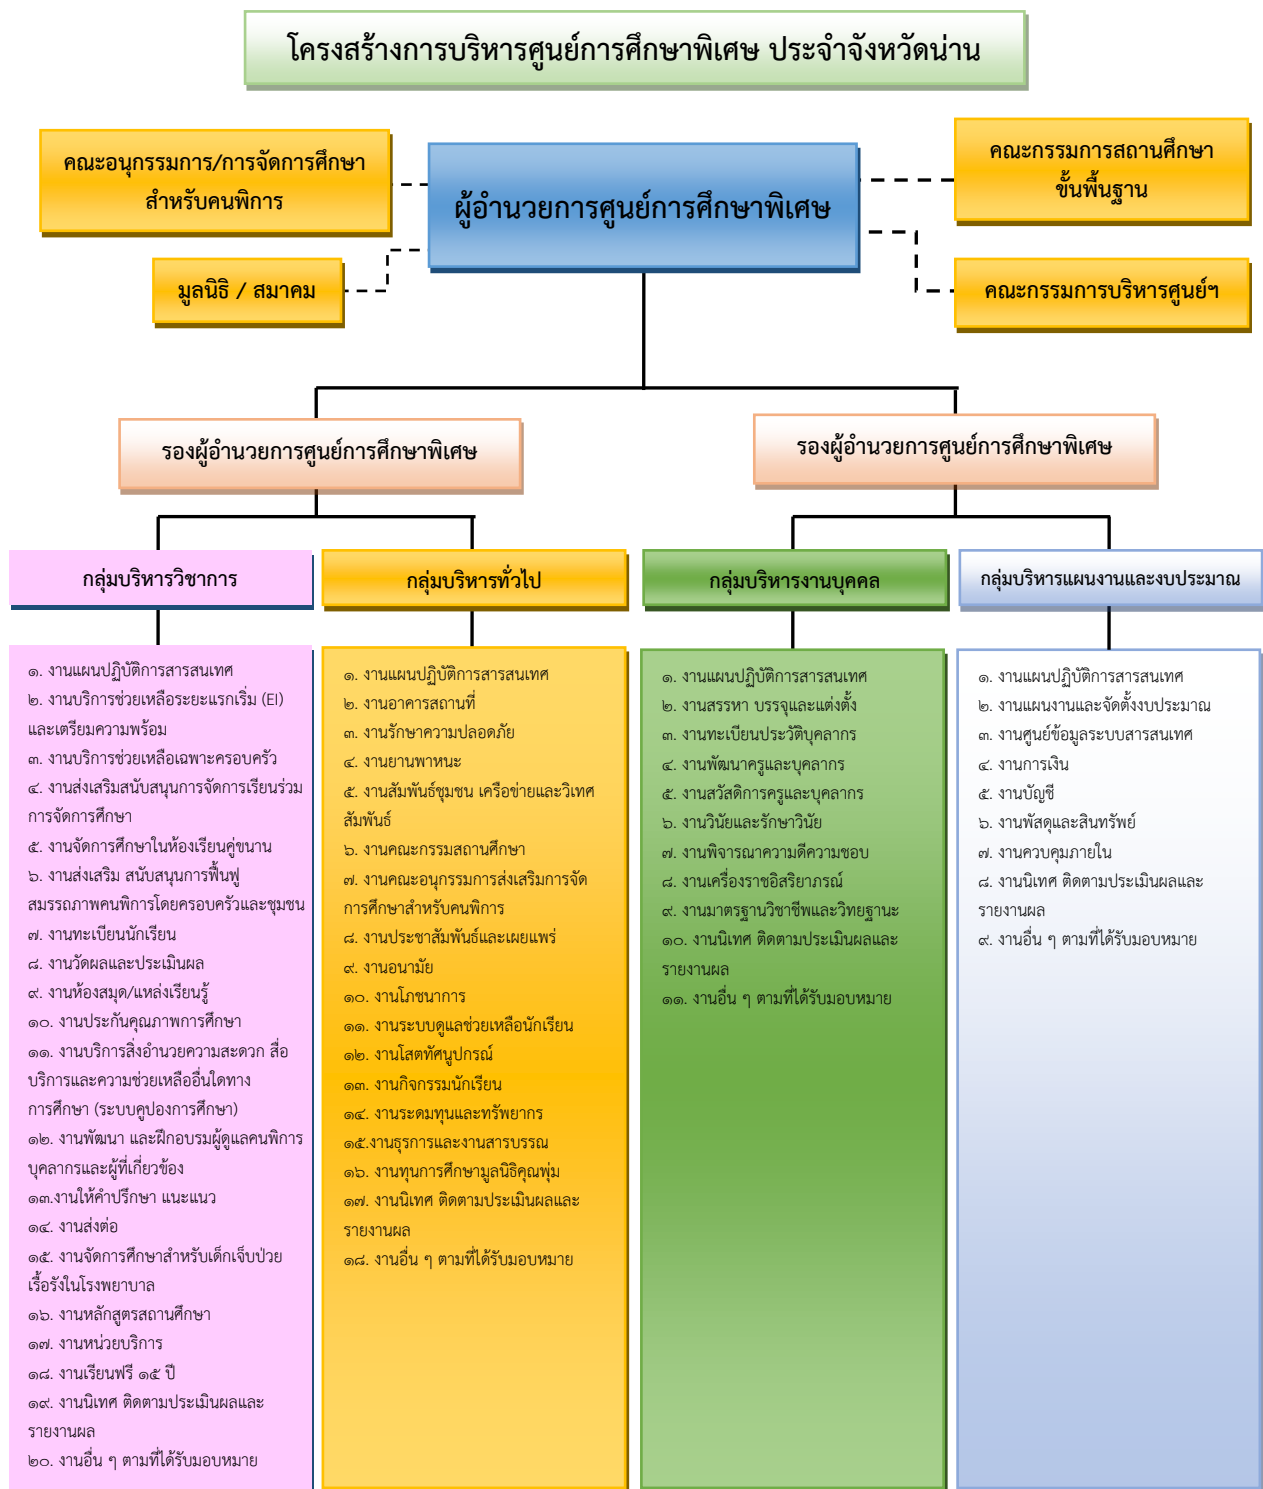 โครงสร้างการบริหารศูนย์การศึกษาพิเศษ ประจำจังหวัดน่าน
คณะอนุกรรมการ/การจัดการศึกษา
สำหรับคนพิการ
มูลนิธิ / สมาคม
ผู้อำนวยการศูนย์การศึกษาพิเศษ
คณะกรรมการสถานศึกษา
ขั้นพื้นฐาน
คณะกรรมการบริหารศูนย์ฯ
รองผู้อำนวยการศูนย์การศึกษาพิเศษ
รองผู้อำนวยการศูนย์การศึกษาพิเศษ
กลุ่มบริหารวิชาการ
๑. งานแผนปฏิบัติการสารสนเทศ
๒. งานบริการช่วยเหลือระยะแรกเริ่ม (EI)
และเตรียมความพร้อม
๓. งานบริการช่วยเหลือเฉพาะครอบครัว
๔. งานส่งเสริมสนับสนุนการจัดการเรียนร่วม
การจัดการศึกษา
๕. งานจัดการศึกษาในห้องเรียนคู่ขนาน
๖. งานส่งเสริม สนับสนุนการฟื้นฟู
สมรรถภาพคนพิการโดยครอบครัวและชุมชน
๗. งานทะเบียนนักเรียน
๘. งานวัดผลและประเมินผล
๙. งานห้องสมุด/แหล่งเรียนรู้
๑๐. งานประกันคุณภาพการศึกษา
๑๑. งานบริการสิ่งอำนวยความสะดวก สื่อ
บริการและความช่วยเหลืออื่นใดทาง
การศึกษา (ระบบคูปองการศึกษา)
๑๒. งานพัฒนา และฝึกอบรมผู้ดูแลคนพิการ
บุคลากรและผู้ที่เกี่ยวข้อง
๑๓.งานให้คำปรึกษา แนะแนว
๑๔. งานส่งต่อ
๑๕. งานจัดการศึกษาสำหรับเด็กเจ็บป่วย
เรื้อรังในโรงพยาบาล
๑๖. งานหลักสูตรสถานศึกษา
๑๗. งานหน่วยบริการ
๑๘. งานเรียนฟรี ๑๕ ปี
๑๙. งานนิเทศ ติดตามประเมินผลและ
รายงานผล
๒๐. งานอื่น ๆ ตามที่ได้รับมอบหมาย
กลุ่มบริหารทั่วไป
๑. งานแผนปฏิบัติการสารสนเทศ
๒. งานอาคารสถานที่
๓. งานรักษาความปลอดภัย
๔. งานยานพาหนะ
๕. งานสัมพันธ์ชุมชน เครือข่ายและวิเทศ
สัมพันธ์
๖. งานคณะกรรมสถานศึกษา
๗. งานคณะอนุกรรมการส่งเสริมการจัด
การศึกษาสำหรับคนพิการ
๘. งานประชาสัมพันธ์และเผยแพร่
๙. งานอนามัย
๑๐. งานโภชนาการ
๑๑. งานระบบดูแลช่วยเหลือนักเรียน
๑๒. งานโสตทัศนูปกรณ์
๑๓. งานกิจกรรมนักเรียน
๑๔. งานระดมทุนและทรัพยากร
๑๕.งานธุรการและงานสารบรรณ
๑๖. งานทุนการศึกษามูลนิธิคุณพุ่ม
๑๗. งานนิเทศ ติดตามประเมินผลและ
รายงานผล
๑๘. งานอื่น ๆ ตามที่ได้รับมอบหมาย
กลุ่มบริหารงานบุคคล
๑. งานแผนปฏิบัติการสารสนเทศ
๒. งานสรรหา บรรจุและแต่งตั้ง
๓. งานทะเบียนประวัติบุคลากร
๔. งานพัฒนาครูและบุคลากร
๕. งานสวัสดิการครูและบุคลากร
๖. งานวินัยและรักษาวินัย
๗. งานพิจารณาความดีความชอบ
๘. งานเครื่องราชอิสริยาภรณ์
๙. งานมาตรฐานวิชาชีพและวิทยฐานะ
๑๐. งานนิเทศ ติดตามประเมินผลและ
รายงานผล
๑๑. งานอื่น ๆ ตามที่ได้รับมอบหมาย
กลุ่มบริหารแผนงานและงบประมาณ
๑. งานแผนปฏิบัติการสารสนเทศ
๒. งานแผนงานและจัดตั้งงบประมาณ
๓. งานศูนย์ข้อมูลระบบสารสนเทศ
๔. งานการเงิน
๕. งานบัญชี
๖. งานพัสดุและสินทรัพย์
๗. งานควบคุมภายใน
๘. งานนิเทศ ติดตามประเมินผลและ
รายงานผล
๙. งานอื่น ๆ ตามที่ได้รับมอบหมาย